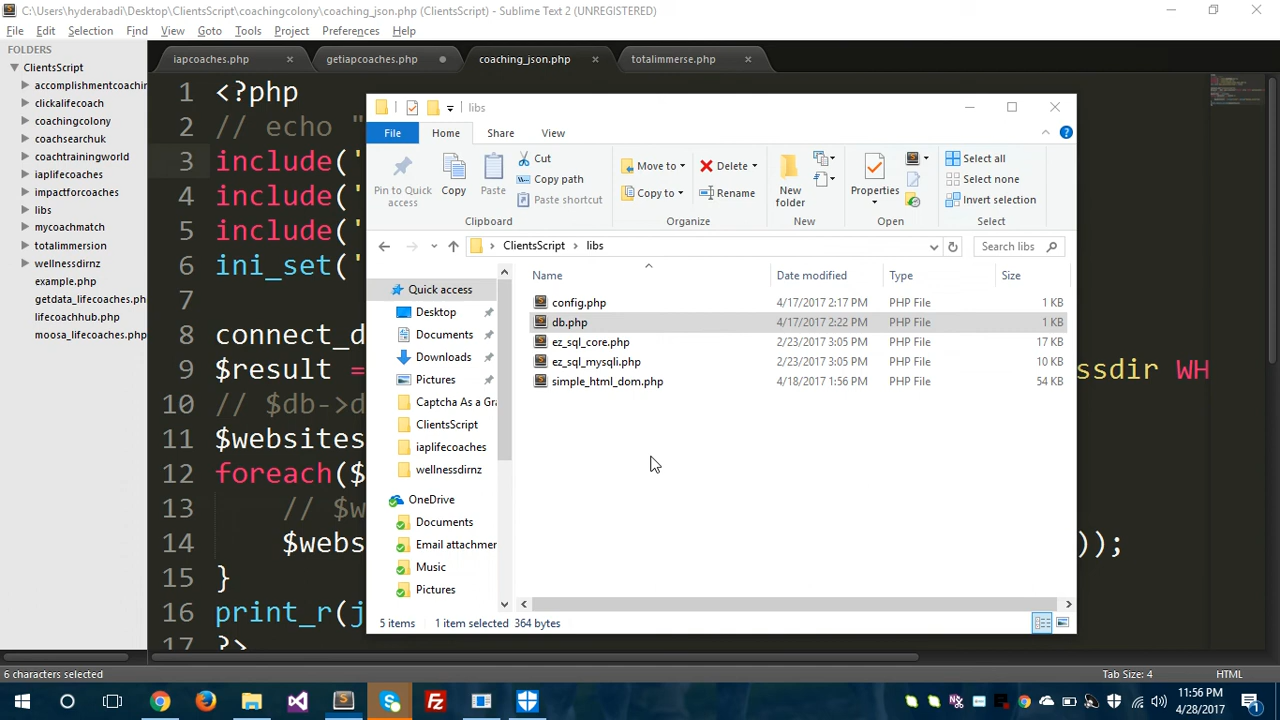 C:\Users\hyderabadi\Desktop\ClientsScript\coachingcolony\coaching_json.php (ClientsScript) - Sublime Text 2 (UNREGISTERED)
File Edit Selection Find View Goto Tools Project Preferences Help
FOLDERS
ClientsScript
accomplishmentcoachin
clickalifecoach
coachingcolony
coachsearchuk
coachtrainingworld
iaplifecoaches
impactforcoaches
libs
mycoachmatch
totalimmersion
wellnessdirnz
example.php
getdata_lifecoaches.ph
lifecoachhub.php
moosa_lifecoaches.php
iapcoaches.php
getiapcoaches.php
coaching_json.php
totalimmerse.php
1 <?php
2 // echo "
3 include('
4 include('
5 include('
6 ini_set('
7
8 connect_d
9 $result = ssdir WH
10 // $db->d
11 $websites
12 foreach($
13 // $w
14 $webs ));
15 }
16 print_r(j
17 ?>
libs
File Home Share View
Pin to Quick access
Copy
Paste
Cut
Copy path
Paste shortcut
Clipboard
Move to
Copy to
Delete
Rename
Organize
New folder
New
Properties
Open
Select all
Select none
Invert selection
Select
ClientsScript libs
Search libs
Quick access
Desktop
Documents
Downloads
Pictures
Captcha As a Gra
ClientsScript
iaplifecoaches
wellnessdirnz
OneDrive
Documents
Email attachmen
Music
Pictures
Name Date modified Type Size
config.php 4/17/2017 2:17 PM PHP File 1 KB
db.php 4/17/2017 2:22 PM PHP File 1 KB
ez_sql_core.php 2/23/2017 3:05 PM PHP File 17 KB
ez_sql_mysqli.php 2/23/2017 3:05 PM PHP File 10 KB
simple_html_dom.php 4/18/2017 1:56 PM PHP File 54 KB
5 items 1 item selected 364 bytes
6 characters selected
Tab Size: 4
HTML
11:56 PM
4/28/2017